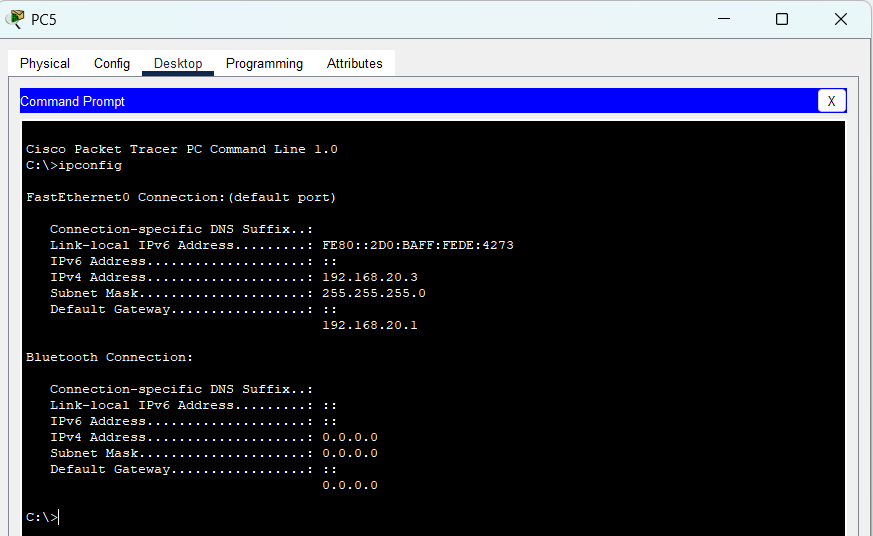 PC5
Physical Config Desktop Programming Attributes
Command Prompt X
Cisco Packet Tracer PC Command Line 1.0
C:\>ipconfig
FastEthernet0 Connection:(default port)
Connection-specific DNS Suffix..:
Link-local IPv6 Address.........: FE80::2D0:BAFF:FEDE:4273
IPv6 Address....................: ::
IPv4 Address....................: 192.168.20.3
Subnet Mask.....................: 255.255.255.0
Default Gateway.................: ::
192.168.20.1
Bluetooth Connection:
Connection-specific DNS Suffix..:
Link-local IPv6 Address.........: ::
IPv6 Address....................: ::
IPv4 Address....................: 0.0.0.0
Subnet Mask.....................: 0.0.0.0
Default Gateway.................: ::
0.0.0.0
C:\>